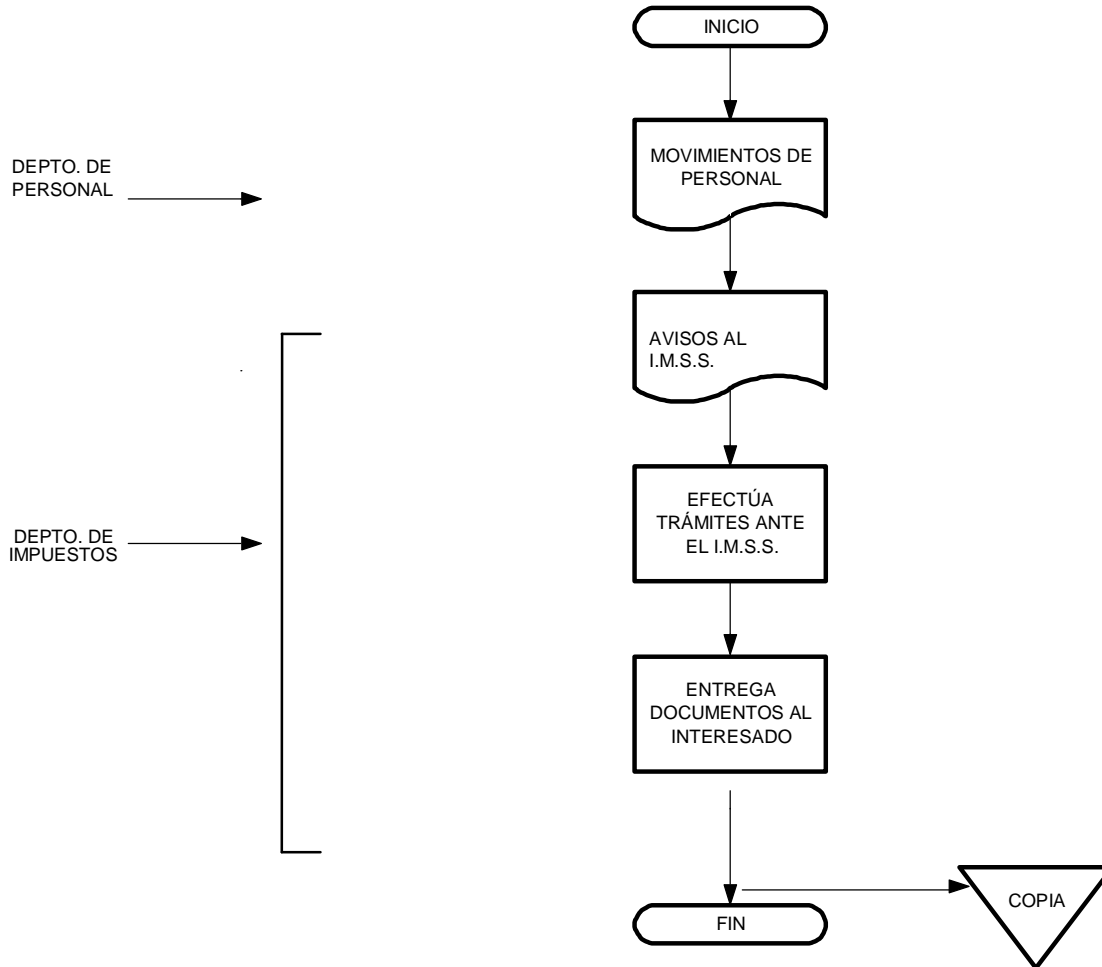 INICIO
DEPTO. DE
PERSONAL
MOVIMIENTOS DE
PERSONAL
AVISOS AL
I.M.S.S.
DEPTO. DE
IMPUESTOS
EFECTÚA
TRÁMITES ANTE
EL I.M.S.S.
ENTREGA
DOCUMENTOS AL
INTERESADO
COPIA
FIN